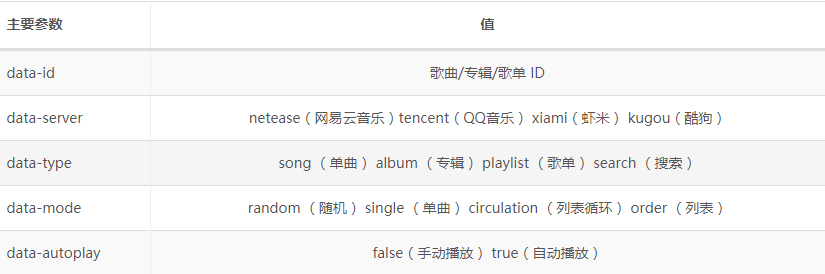 主要参数 值
data-id 歌曲/专辑/歌单 ID
data-server netease（网易云音乐）tencent（QQ音乐） xiami（虾米） kugou（酷狗）
data-type song （单曲） album （专辑） playlist （歌单） search （搜索）
data-mode random （随机） single （单曲） circulation （列表循环） order （列表）
data-autoplay false（手动播放） true（自动播放）